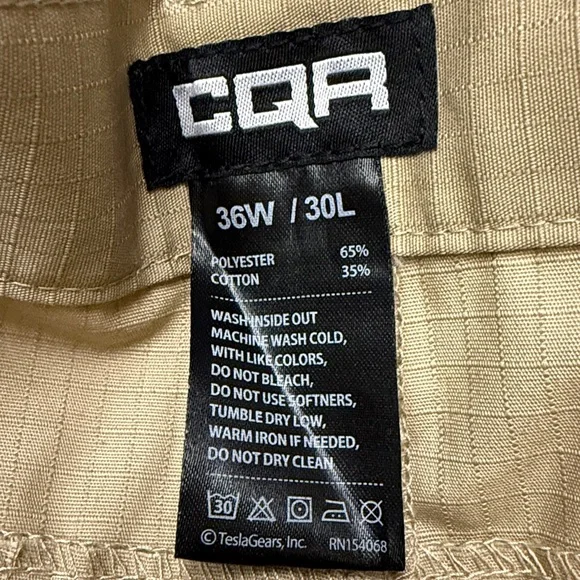 CQR
36W / 30L
POLYESTER 65%
COTTON 35%
WASH INSIDE OUT
MACHINE WASH COLD,
WITH LIKE COLORS,
DO NOT BLEACH,
DO NOT USE SOFTNERS,
TUMBLE DRY LOW,
WARM IRON IF NEEDED,
DO NOT DRY CLEAN
30
© TeslaGears, Inc. RN154068